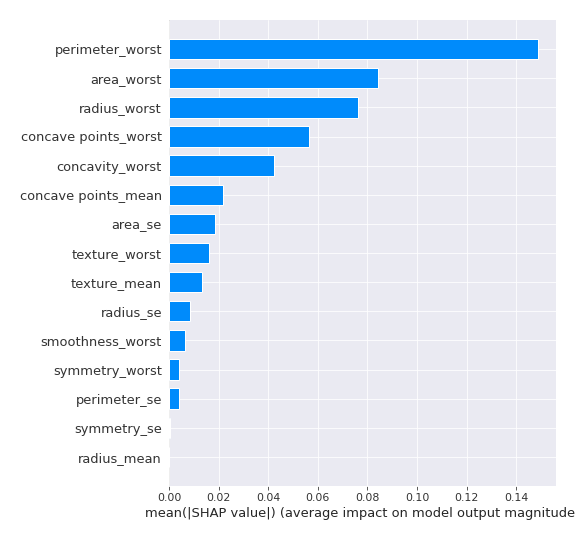 perimeter_worst
area_worst
radius_worst
concave points_worst
concavity_worst
concave points_mean
area_se
texture_worst
texture_mean
radius_se
smoothness_worst
symmetry_worst
perimeter_se
symmetry_se
radius_mean
0.00 0.02 0.04 0.06 0.08 0.10 0.12 0.14
mean(|SHAP value|) (average impact on model output magnitude